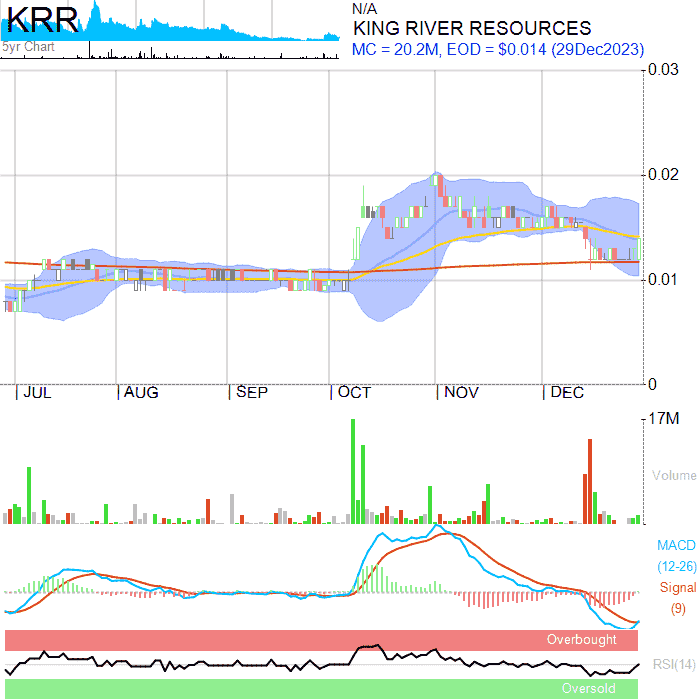 KRR
5yr Chart
N/A
KING RIVER RESOURCES
MC = 20.2M, EOD = $0.014 (29Dec2023)
0.03
0.02
0.01
0
JUL AUG SEP OCT NOV DEC
17M
Volume
MACD
(12-26)
Signal
(9)
Overbought
RSI(14)
Oversold